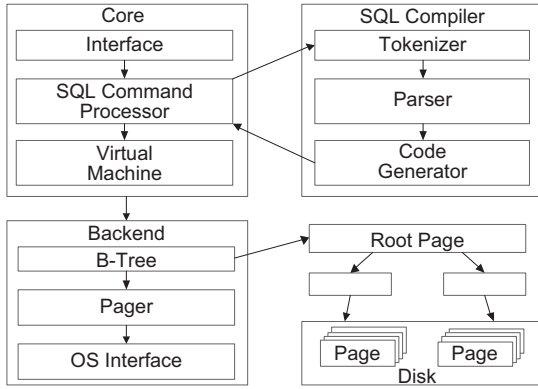 Core
Interface
SQL Command
Processor
Virtual
Machine
SQL Compiler
Tokenizer
Parser
Code
Generator
Backend
B-Tree
Pager
OS Interface
Root Page
Page
Page
Disk